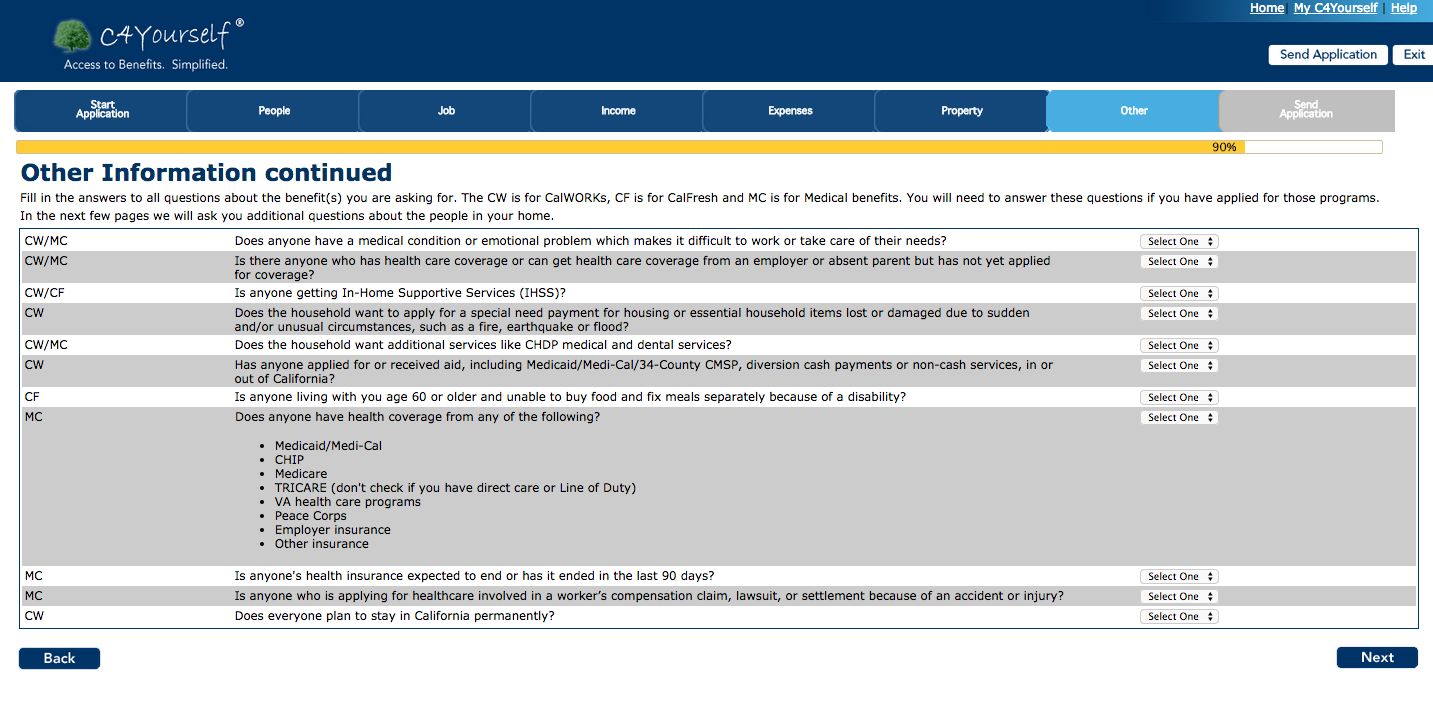 Home | My C4Yourself | Help
C4Yourself®
Access to Benefits. Simplified.
Send Application
Exit
Start Application
People
Job
Income
Expenses
Property
Other
Send Application
90%
Other Information continued
Fill in the answers to all questions about the benefit(s) you are asking for. The CW is for CalWORKs, CF is for CalFresh and MC is for Medical benefits. You will need to answer these questions if you have applied for those programs.
In the next few pages we will ask you additional questions about the people in your home.
CW/MC Does anyone have a medical condition or emotional problem which makes it difficult to work or take care of their needs? Select One
CW/MC Is there anyone who has health care coverage or can get health care coverage from an employer or absent parent but has not yet applied Select One
for coverage?
CW/CF Is anyone getting In-Home Supportive Services (IHSS)? Select One
CW Does the household want to apply for a special need payment for housing or essential household items lost or damaged due to sudden Select One
and/or unusual circumstances, such as a fire, earthquake or flood?
CW/MC Does the household want additional services like CHDP medical and dental services? Select One
CW Has anyone applied for or received aid, including Medicaid/Medi-Cal/34-County CMSP, diversion cash payments or non-cash services, in or Select One
out of California?
CF Is anyone living with you age 60 or older and unable to buy food and fix meals separately because of a disability? Select One
MC Does anyone have health coverage from any of the following? Select One
• Medicaid/Medi-Cal
• CHIP
• Medicare
• TRICARE (don't check if you have direct care or Line of Duty)
• VA health care programs
• Peace Corps
• Employer insurance
• Other insurance
MC Is anyone's health insurance expected to end or has it ended in the last 90 days? Select One
MC Is anyone who is applying for healthcare involved in a worker’s compensation claim, lawsuit, or settlement because of an accident or injury? Select One
CW Does everyone plan to stay in California permanently? Select One
Back
Next